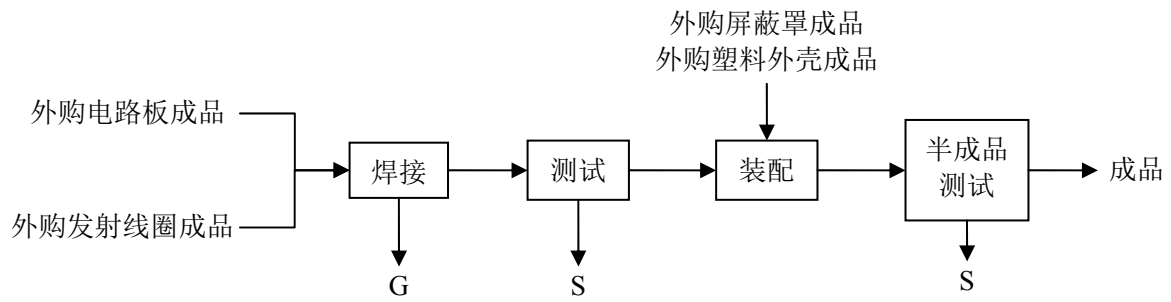 外购屏蔽罩成品
外购塑料外壳成品
外购电路板成品
焊接
测试
装配
半成品
测试
成品
外购发射线圈成品
G
S
S